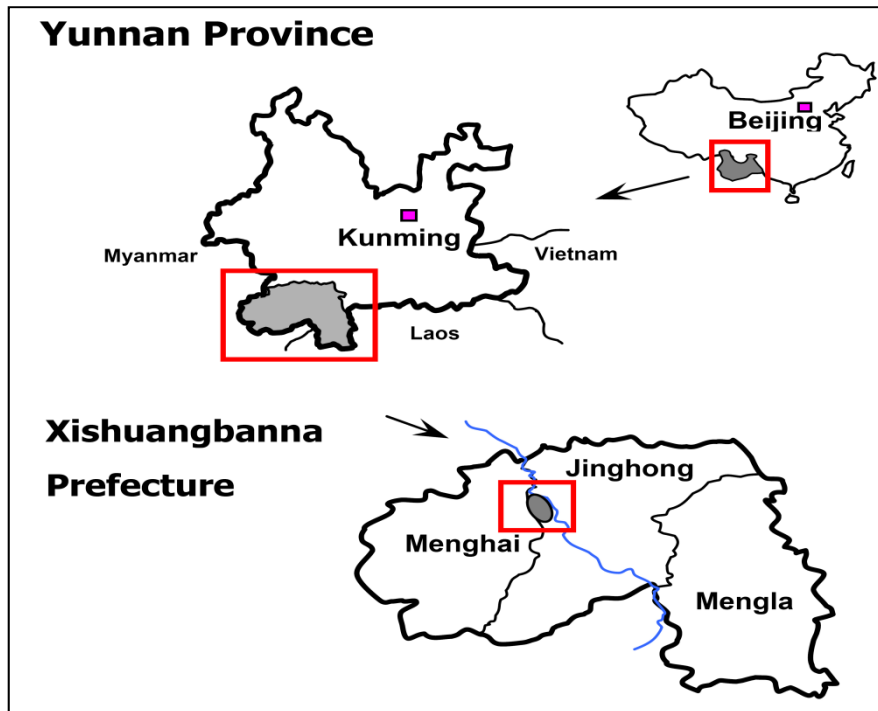 Yunnan Province
Beijing
Kunming
Myanmar
Vietnam
Laos
Xishuangbanna
Prefecture
Jinghong
Menghai
Mengla